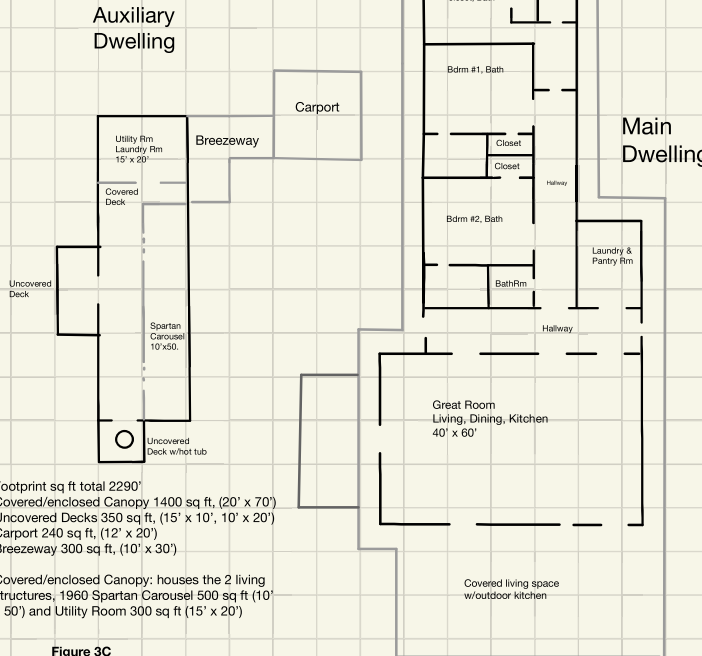 Auxiliary
Dwelling
Bdrm #1, Bath
Carport
Utility Rm
Laundry Rm
15' x 20'
Breezeway
Main
Dwelling
Closet
Closet
Covered
Deck
Hallway
Bdrm #2, Bath
Laundry &
Pantry Rm
Uncovered
Deck
BathRm
Spartan
Carousel
10'x50.
Hallway
Great Room
Living, Dining, Kitchen
40' x 60'
Uncovered
Deck w/hot tub
ootprint sq ft total 2290'
Covered/enclosed Canopy 1400 sq ft, (20' x 70')
Uncovered Decks 350 sq ft, (15' x 10', 10' x 20')
Carport 240 sq ft, (12' x 20')
Breezeway 300 sq ft, (10' x 30')
Covered/enclosed Canopy: houses the 2 living
tructures, 1960 Spartan Carousel 500 sq ft (10'
50') and Utility Room 300 sq ft (15' x 20')
Covered living space
w/outdoor kitchen
Figure 3C